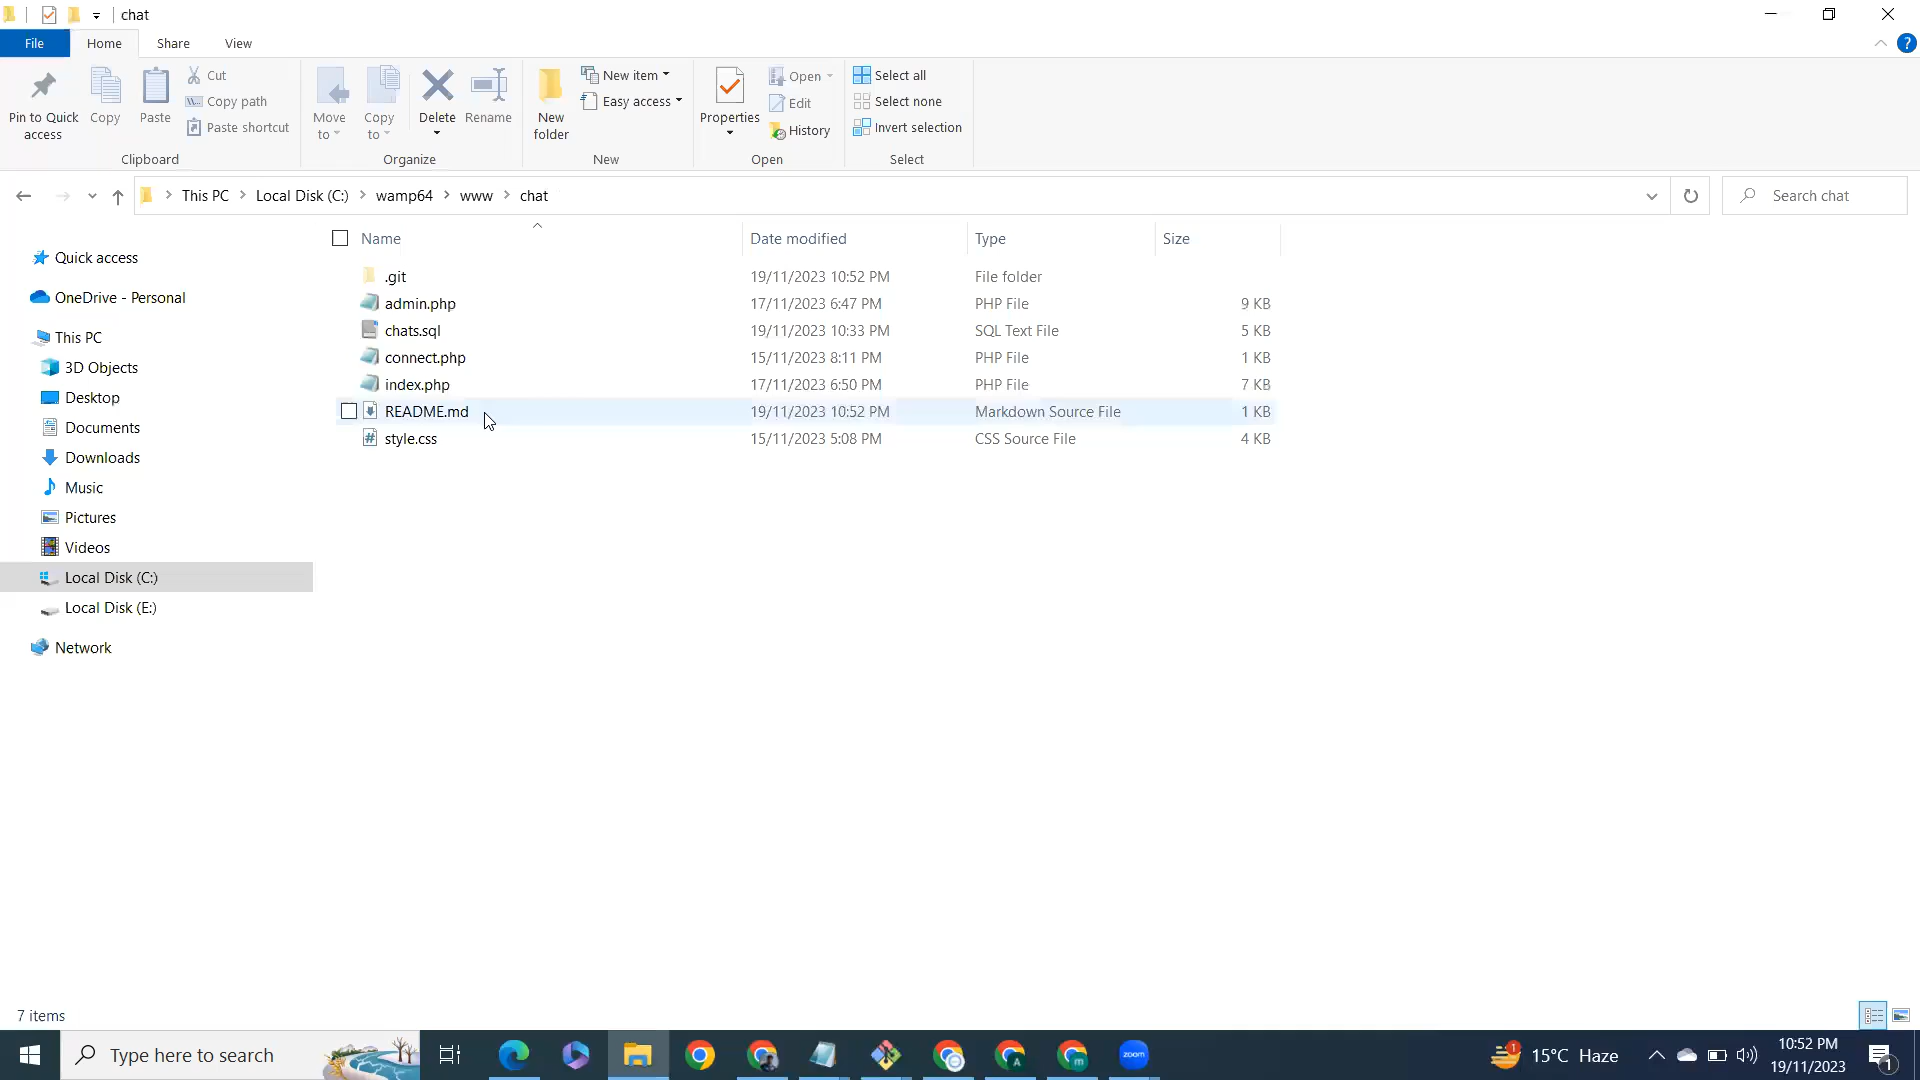 chat
File Home Share View
Pin to Quick access
Copy
Paste
Cut
Copy path
Paste shortcut
Clipboard
Move to
Copy to
Delete
Rename
Organize
New folder
New item
Easy access
New
Properties
Open
Edit
History
Open
Select all
Select none
Invert selection
Select
This PC > Local Disk (C:) > wamp64 > www > chat
Search chat
Quick access
OneDrive - Personal
This PC
3D Objects
Desktop
Documents
Downloads
Music
Pictures
Videos
Local Disk (C:)
Local Disk (E:)
Network
Name Date modified Type Size
.git 19/11/2023 10:52 PM File folder
admin.php 17/11/2023 6:47 PM PHP File 9 KB
chats.sql 19/11/2023 10:33 PM SQL Text File 5 KB
connect.php 15/11/2023 8:11 PM PHP File 1 KB
index.php 17/11/2023 6:50 PM PHP File 7 KB
README.md 19/11/2023 10:52 PM Markdown Source File 1 KB
style.css 15/11/2023 5:08 PM CSS Source File 4 KB
7 items
Type here to search
zoom
1
15°C Haze
10:52 PM
19/11/2023
1